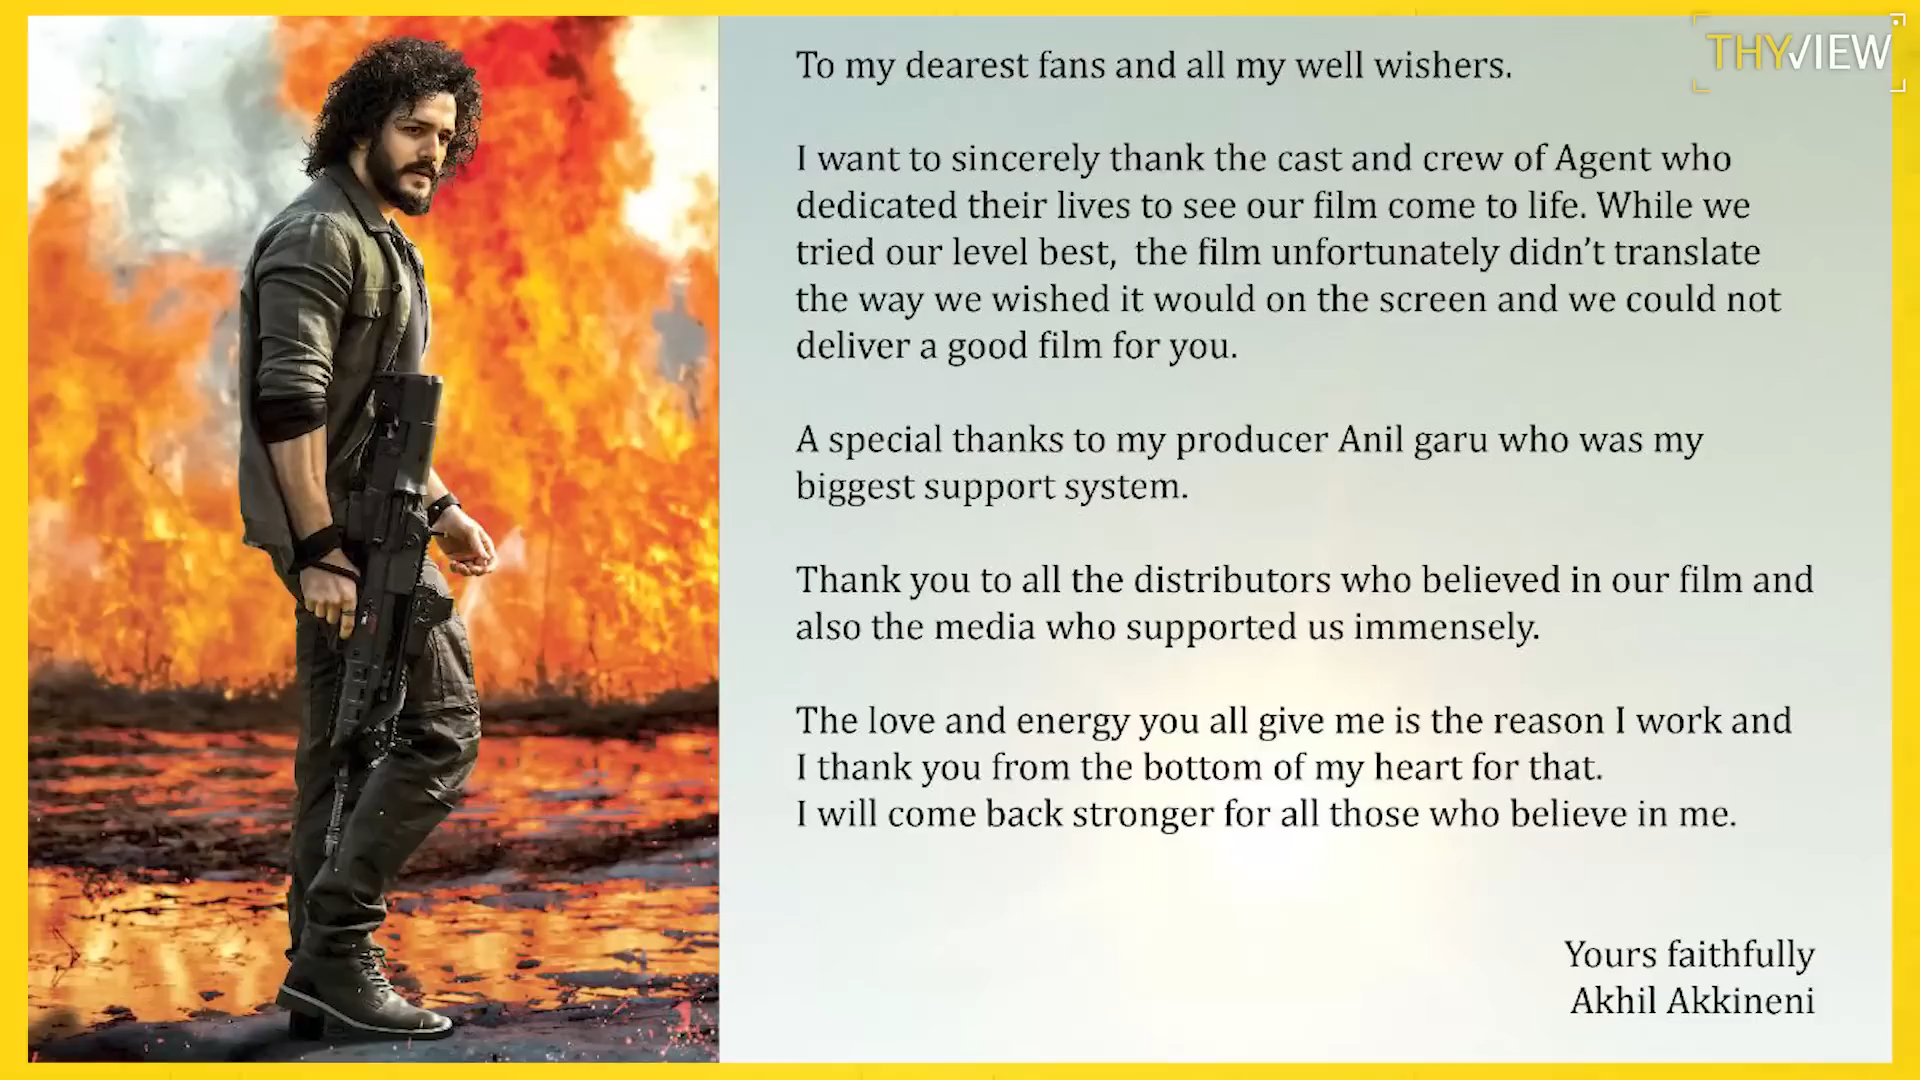 THYVIEW
To my dearest fans and all my well wishers.
I want to sincerely thank the cast and crew of Agent who
dedicated their lives to see our film come to life. While we
tried our level best,  the film unfortunately didn’t translate
the way we wished it would on the screen and we could not
deliver a good film for you.
A special thanks to my producer Anil garu who was my
biggest support system.
Thank you to all the distributors who believed in our film and
also the media who supported us immensely.
The love and energy you all give me is the reason I work and
I thank you from the bottom of my heart for that.
I will come back stronger for all those who believe in me.
Yours faithfully
Akhil Akkineni